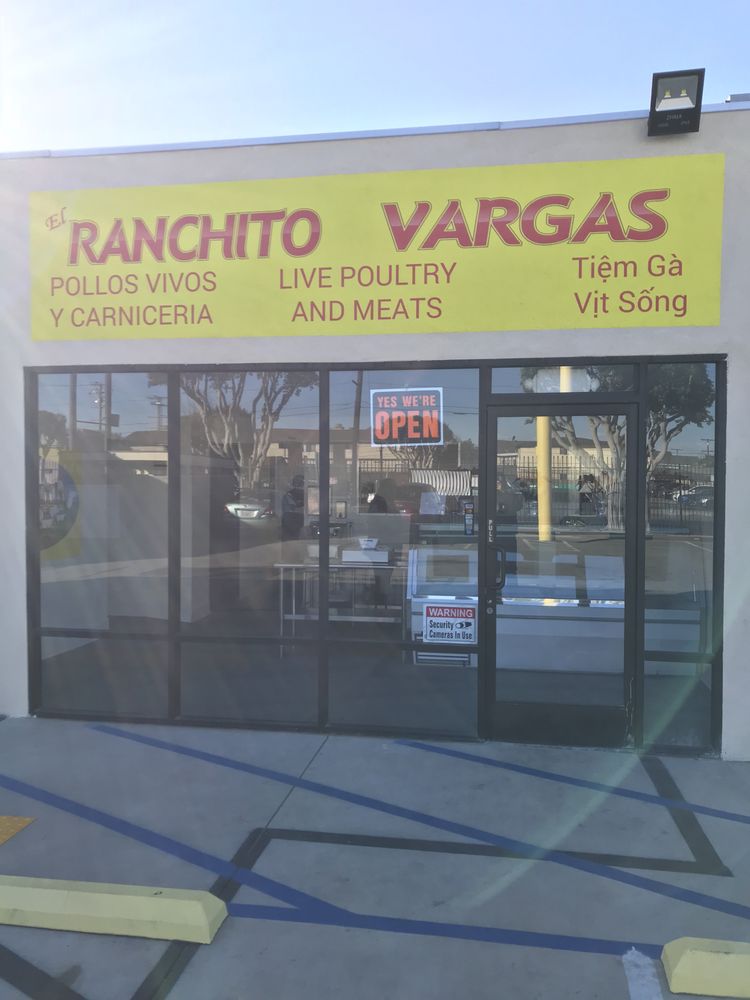 El
RANCHITO VARGAS
POLLOS VIVOS
Y CARNICERIA
LIVE POULTRY
AND MEATS
Tiệm Gà
Vịt Sống
YES WE'RE
OPEN
PULL
WARNING
Security
Cameras In Use